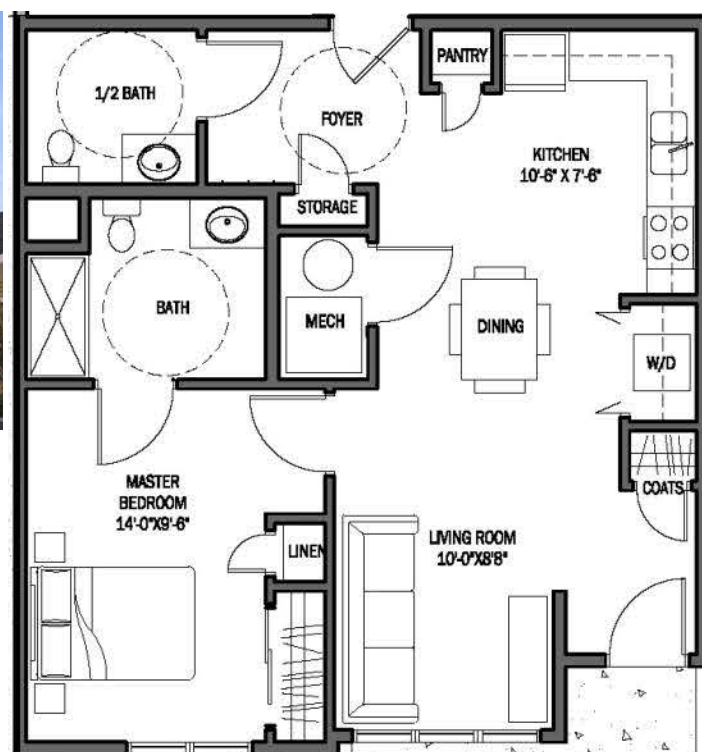 1/2 BATH
FOYER
PANTRY
KITCHEN
10'-6" X 7'-6"
STORAGE
BATH
MECH
DINING
W/D
COATS
MASTER
BEDROOM
14'-0"X9'-6"
LINEN
LIVING ROOM
10'-0"X8'8"